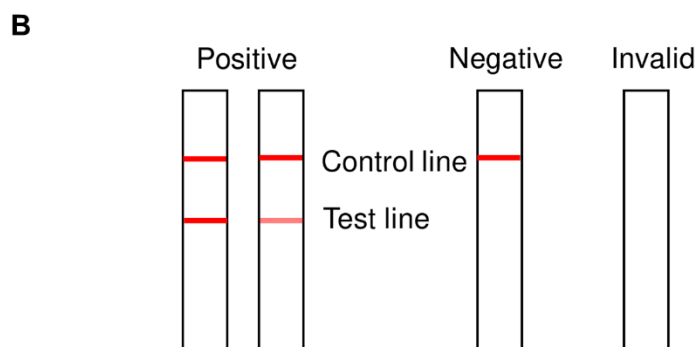 B
Positive
Negative
Invalid
Control line
Test line